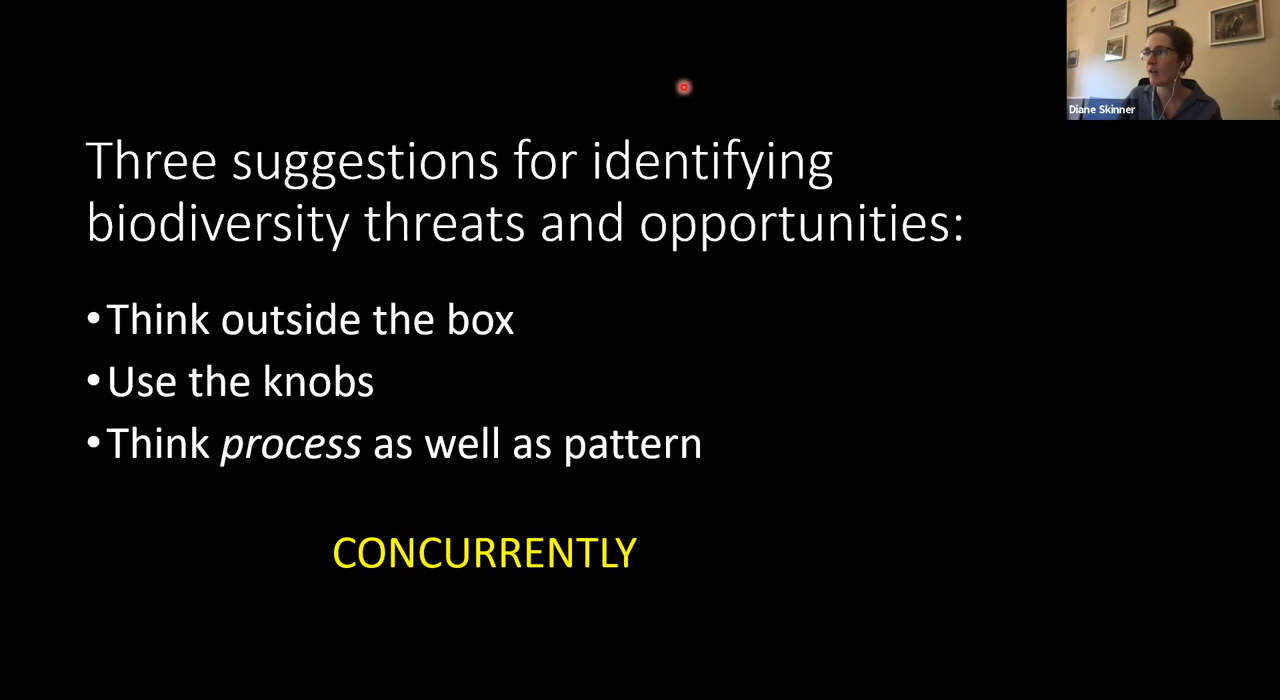 Diane Skinner
Three suggestions for identifying
biodiversity threats and opportunities:
•Think outside the box
•Use the knobs
•Think process as well as pattern
CONCURRENTLY